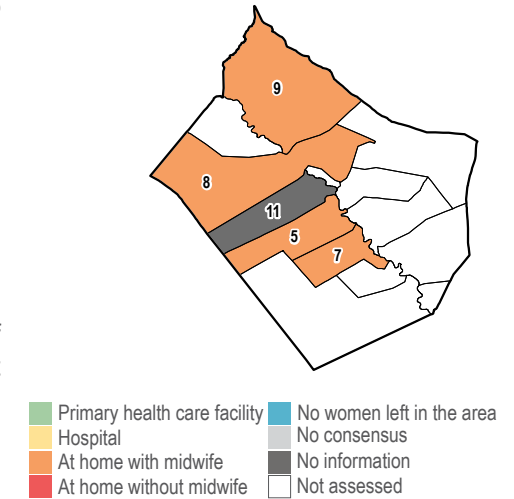 9
8
11
5
7
Primary health care facility
No women left in the area
Hospital
No consensus
At home with midwife
No information
At home without midwife
Not assessed